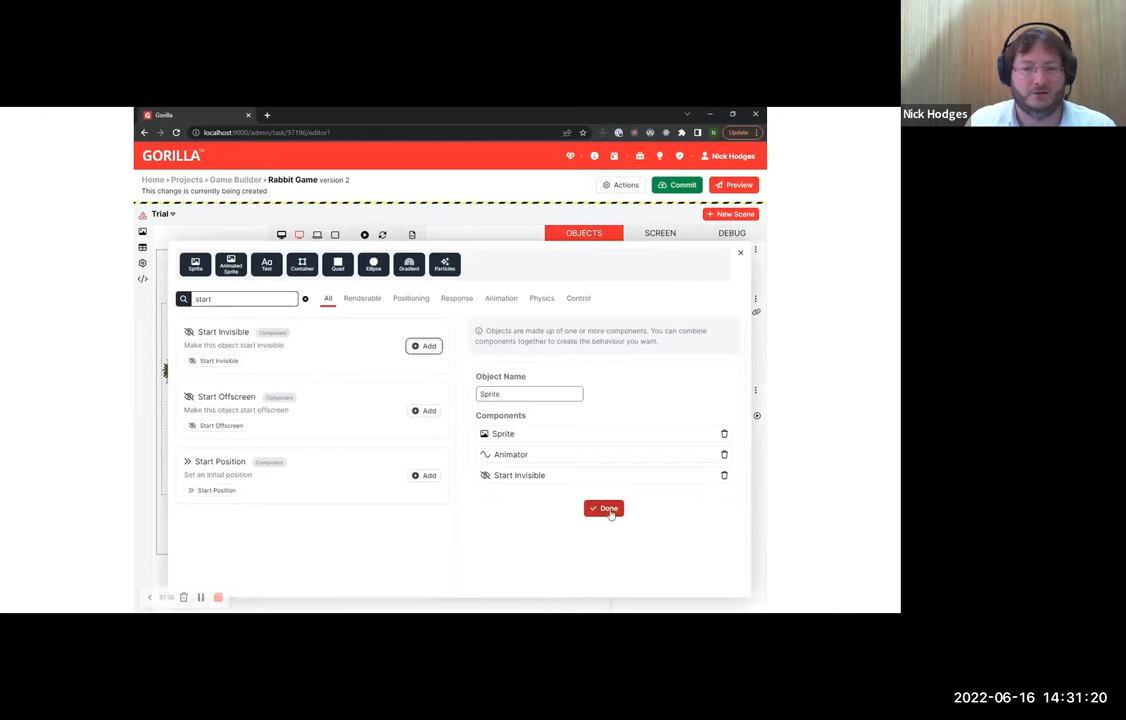 Gorilla
localhost:9000/admin/task/97196/editor?
Update
GORILLA
Nick Hodges
Home › Projects › Game Builder › Rabbit Game version 2
This change is currently being created
Actions
Commit
Preview
Trial
+ New Scene
OBJECTS
SCREEN
DEBUG
Sprite
Animated Sprite
Aa
Text
Container
Quad
Ellipse
Gradient
Particles
start
All
Renderable
Positioning
Response
Animation
Physics
Control
Start Invisible Component
Make this object start invisible
Start Invisible
Add
Start Offscreen Component
Make this object start offscreen
Start Offscreen
Add
Start Position Component
Set an initial position
Start Position
Add
Objects are made up of one or more components. You can combine
components together to create the behaviour you want.
Object Name
Sprite
Components
Sprite
Animator
Start Invisible
Done
01:08
Nick Hodges
2022-06-16 14:31:20